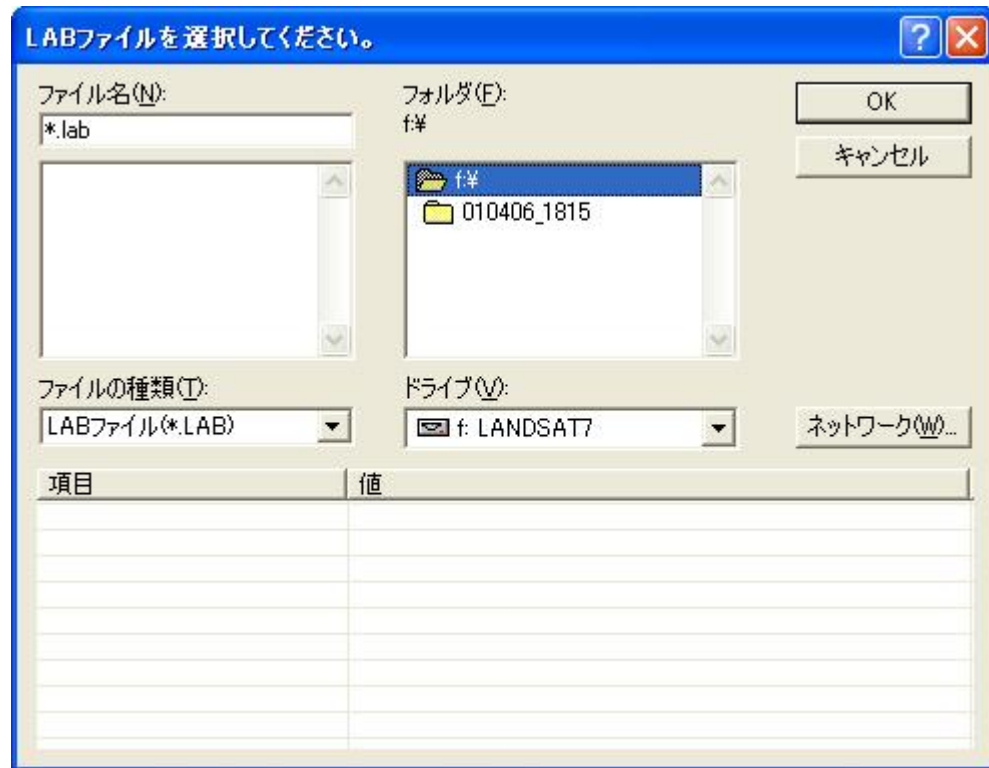 LABファイルを選択してください。
ファイル名(N):
*.lab
フォルダ(F):
f:¥
OK
キャンセル
f:¥
010406_1815
ファイルの種類(T):
LABファイル(*.LAB)
ドライブ(V):
f: LANDSAT7
ネットワーク(W)...
項目
値